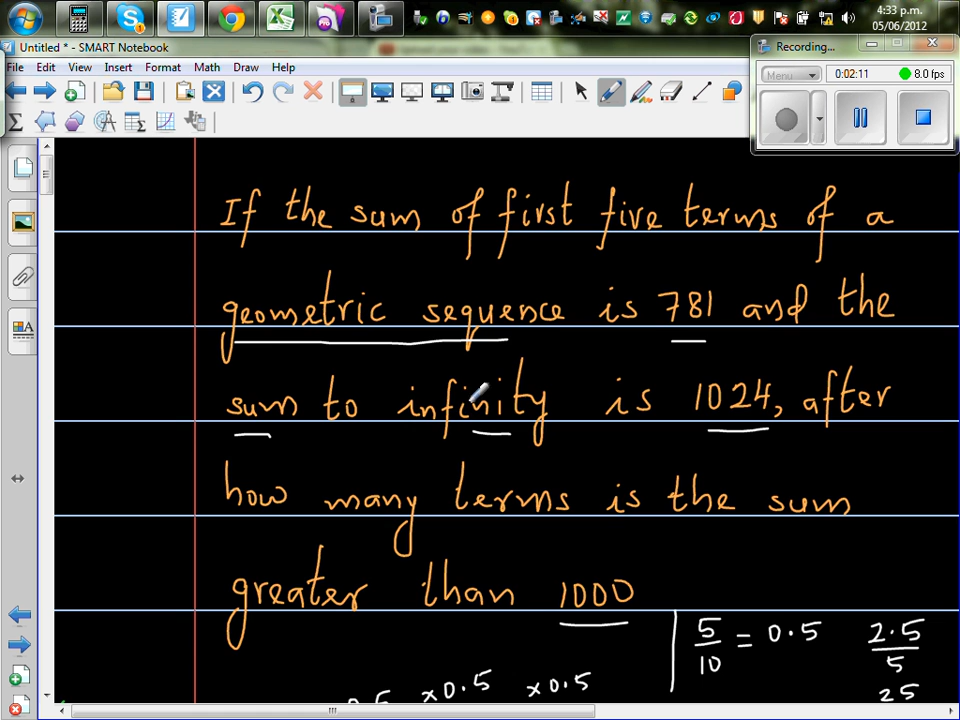 4:33 p.m.
05/06/2012
Untitled * - SMART Notebook
File Edit View Insert Format Math Draw Help
Recording...
Menu 0:02:11 8.0 fps
If the sum of first five terms of a
geometric sequence is 781 and the
sum to infinity is 1024, after
how many terms is the sum
greater than 1000
5/10 = 0.5 2.5/5
25
0.5 ×0.5 ×0.5